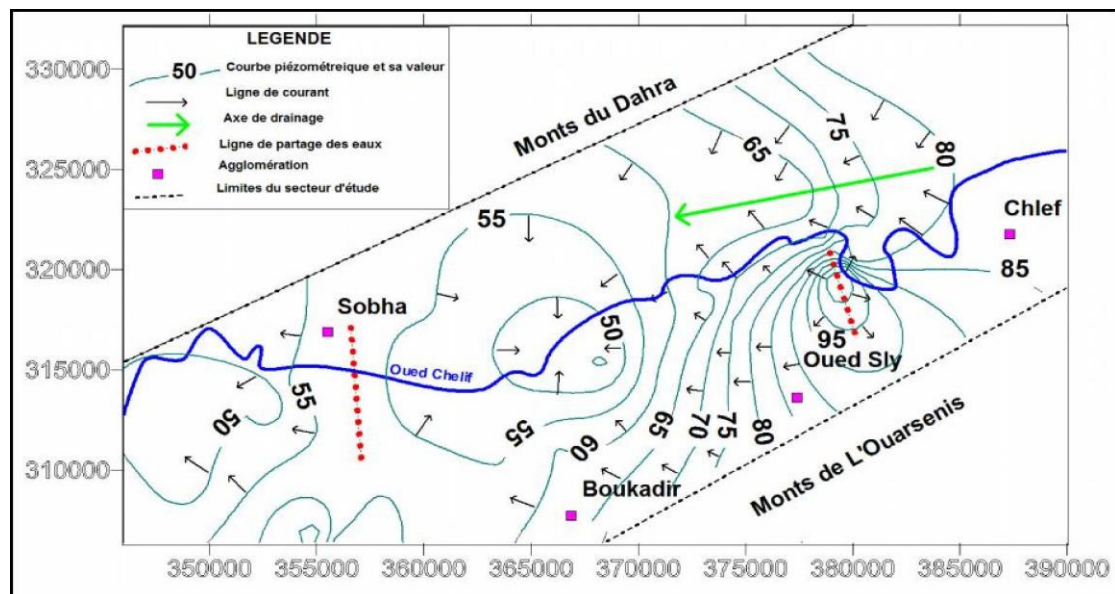 LEGENDE
50 Courbe piézométreique et sa valeur
Ligne de courant
Axe de drainage
Ligne de partage des eaux
Agglomération
Limites du secteur d'étude
330000
325000
320000
315000
310000
Monts du Dahra
65
75
80
Chlef
85
55
Sobha
50
95
Oued Sly
Oued Chelif
55
50
55
60
65
70
75
80
Boukadir
Monts de L'Ouarsenis
350000 355000 360000 365000 370000 375000 380000 385000 390000